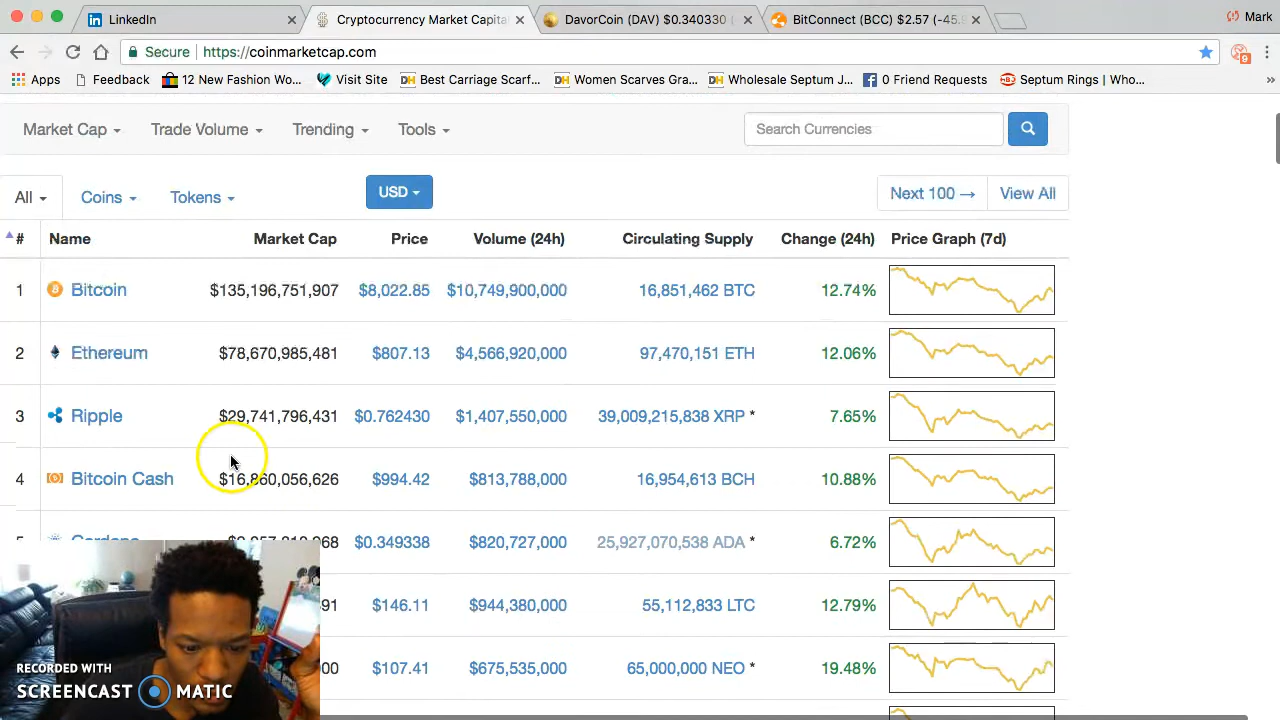 LinkedIn × Cryptocurrency Market Capital × DavorCoin (DAV) $0.340330 × BitConnect (BCC) $2.57 (-45. × Mark
Secure https://coinmarketcap.com 9
Apps Feedback 12 New Fashion Wo... Visit Site Best Carriage Scarf... Women Scarves Gra... Wholesale Septum J... 0 Friend Requests Septum Rings | Who... »
Market Cap Trade Volume Trending Tools Search Currencies
All Coins Tokens USD Next 100 → View All
# Name Market Cap Price Volume (24h) Circulating Supply Change (24h) Price Graph (7d)
1 Bitcoin $135,196,751,907 $8,022.85 $10,749,900,000 16,851,462 BTC 12.74%
2 Ethereum $78,670,985,481 $807.13 $4,566,920,000 97,470,151 ETH 12.06%
3 Ripple $29,741,796,431 $0.762430 $1,407,550,000 39,009,215,838 XRP * 7.65%
4 Bitcoin Cash $16,860,056,626 $994.42 $813,788,000 16,954,613 BCH 10.88%
$0.349338 $820,727,000 25,927,070,538 ADA * 6.72%
91 $146.11 $944,380,000 55,112,833 LTC 12.79%
00 $107.41 $675,535,000 65,000,000 NEO * 19.48%
RECORDED WITH
SCREENCAST MATIC